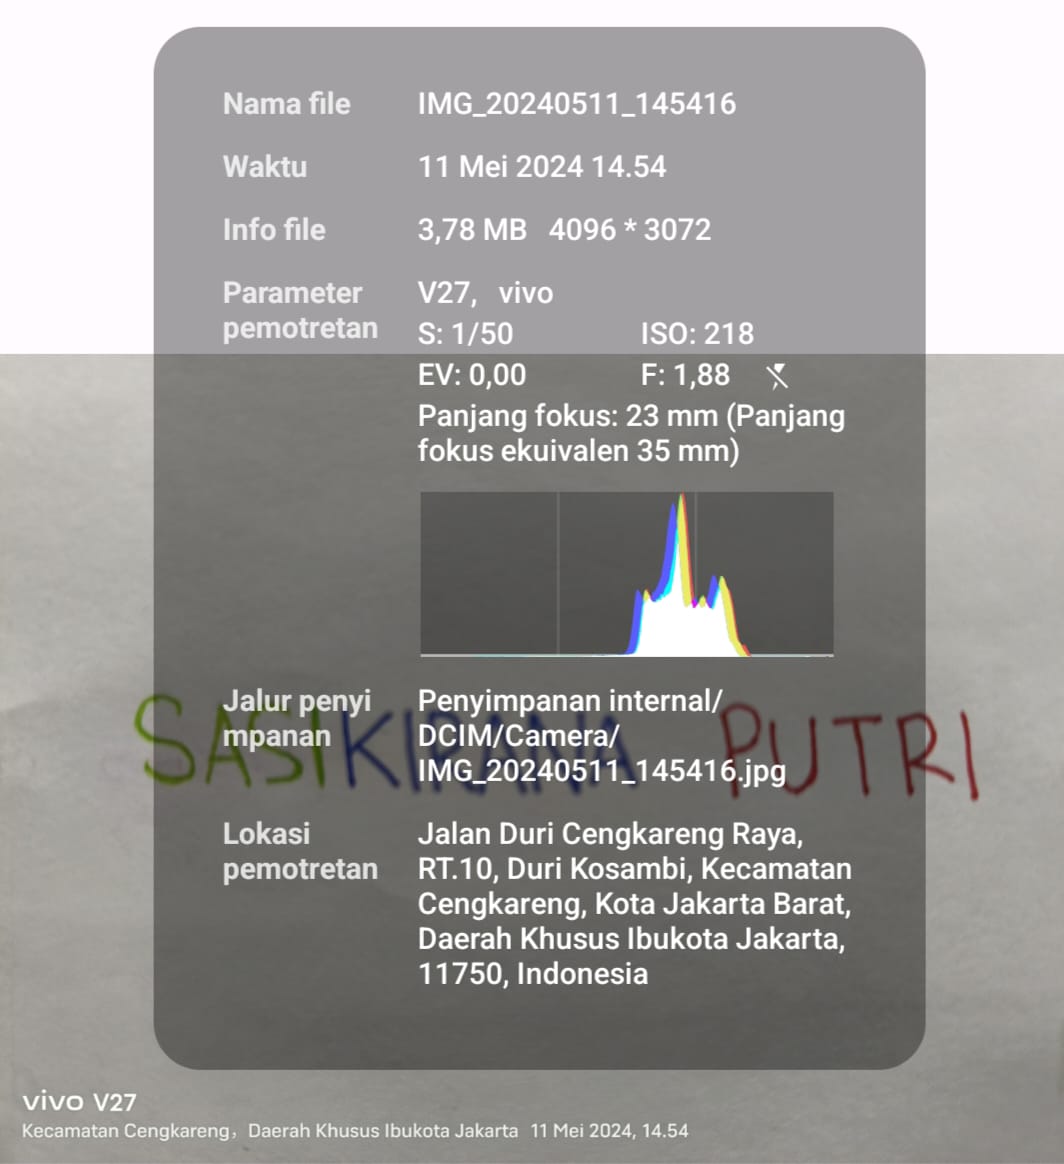 Nama file IMG_20240511_145416
Waktu 11 Mei 2024 14.54
Info file 3,78 MB 4096 * 3072
Parameter pemotretan V27, vivo
S: 1/50 ISO: 218
EV: 0,00 F: 1,88
Panjang fokus: 23 mm (Panjang
fokus ekuivalen 35 mm)
Jalur penyi
mpanan
Penyimpanan internal/
DCIM/Camera/
IMG_20240511_145416.jpg
SASIKIRANA PUTRI
Lokasi
pemotretan
Jalan Duri Cengkareng Raya,
RT.10, Duri Kosambi, Kecamatan
Cengkareng, Kota Jakarta Barat,
Daerah Khusus Ibukota Jakarta,
11750, Indonesia
vivo V27
Kecamatan Cengkareng, Daerah Khusus Ibukota Jakarta 11 Mei 2024, 14.54